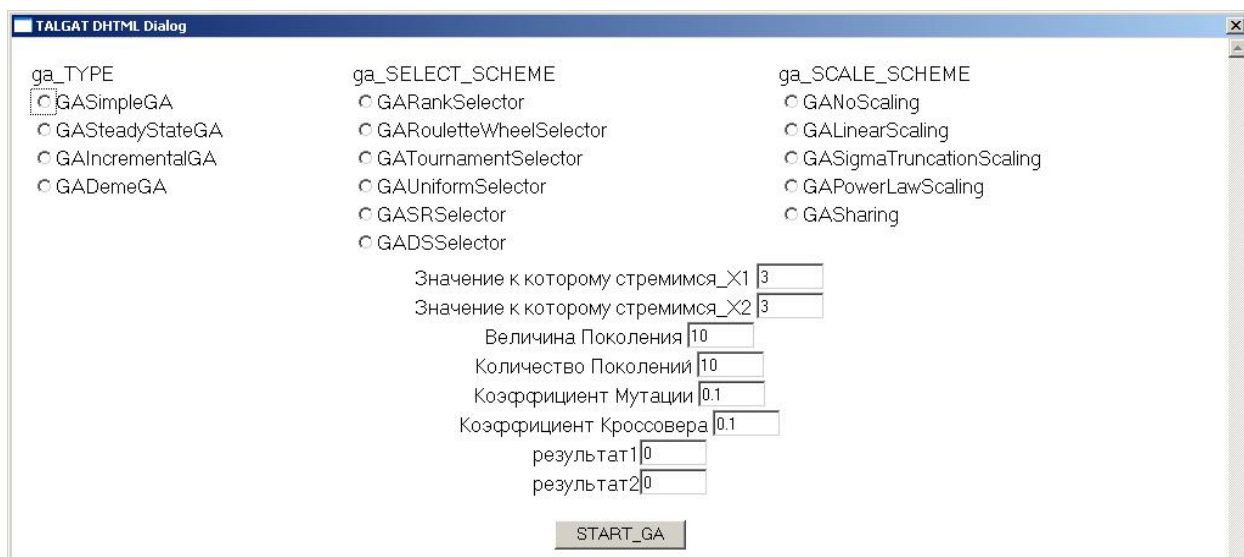 TALGAT DHTML Dialog
ga_TYPE ga_SELECT_SCHEME ga_SCALE_SCHEME
GASimpleGA GARankSelector GANoScaling
GASteadyStateGA GARouletteWheelSelector GALinearScaling
GAIncrementalGA GATournamentSelector GASigmaTruncationScaling
GADemeGA GAUniformSelector GAPowerLawScaling
GASRSelector GASharing
GADSSelector
Значение к которому стремимся_X1 3
Значение к которому стремимся_X2 3
Величина Поколения 10
Количество Поколений 10
Коэффициент Мутации 0.1
Коэффициент Кроссовера 0.1
результат1 0
результат2 0
START_GA